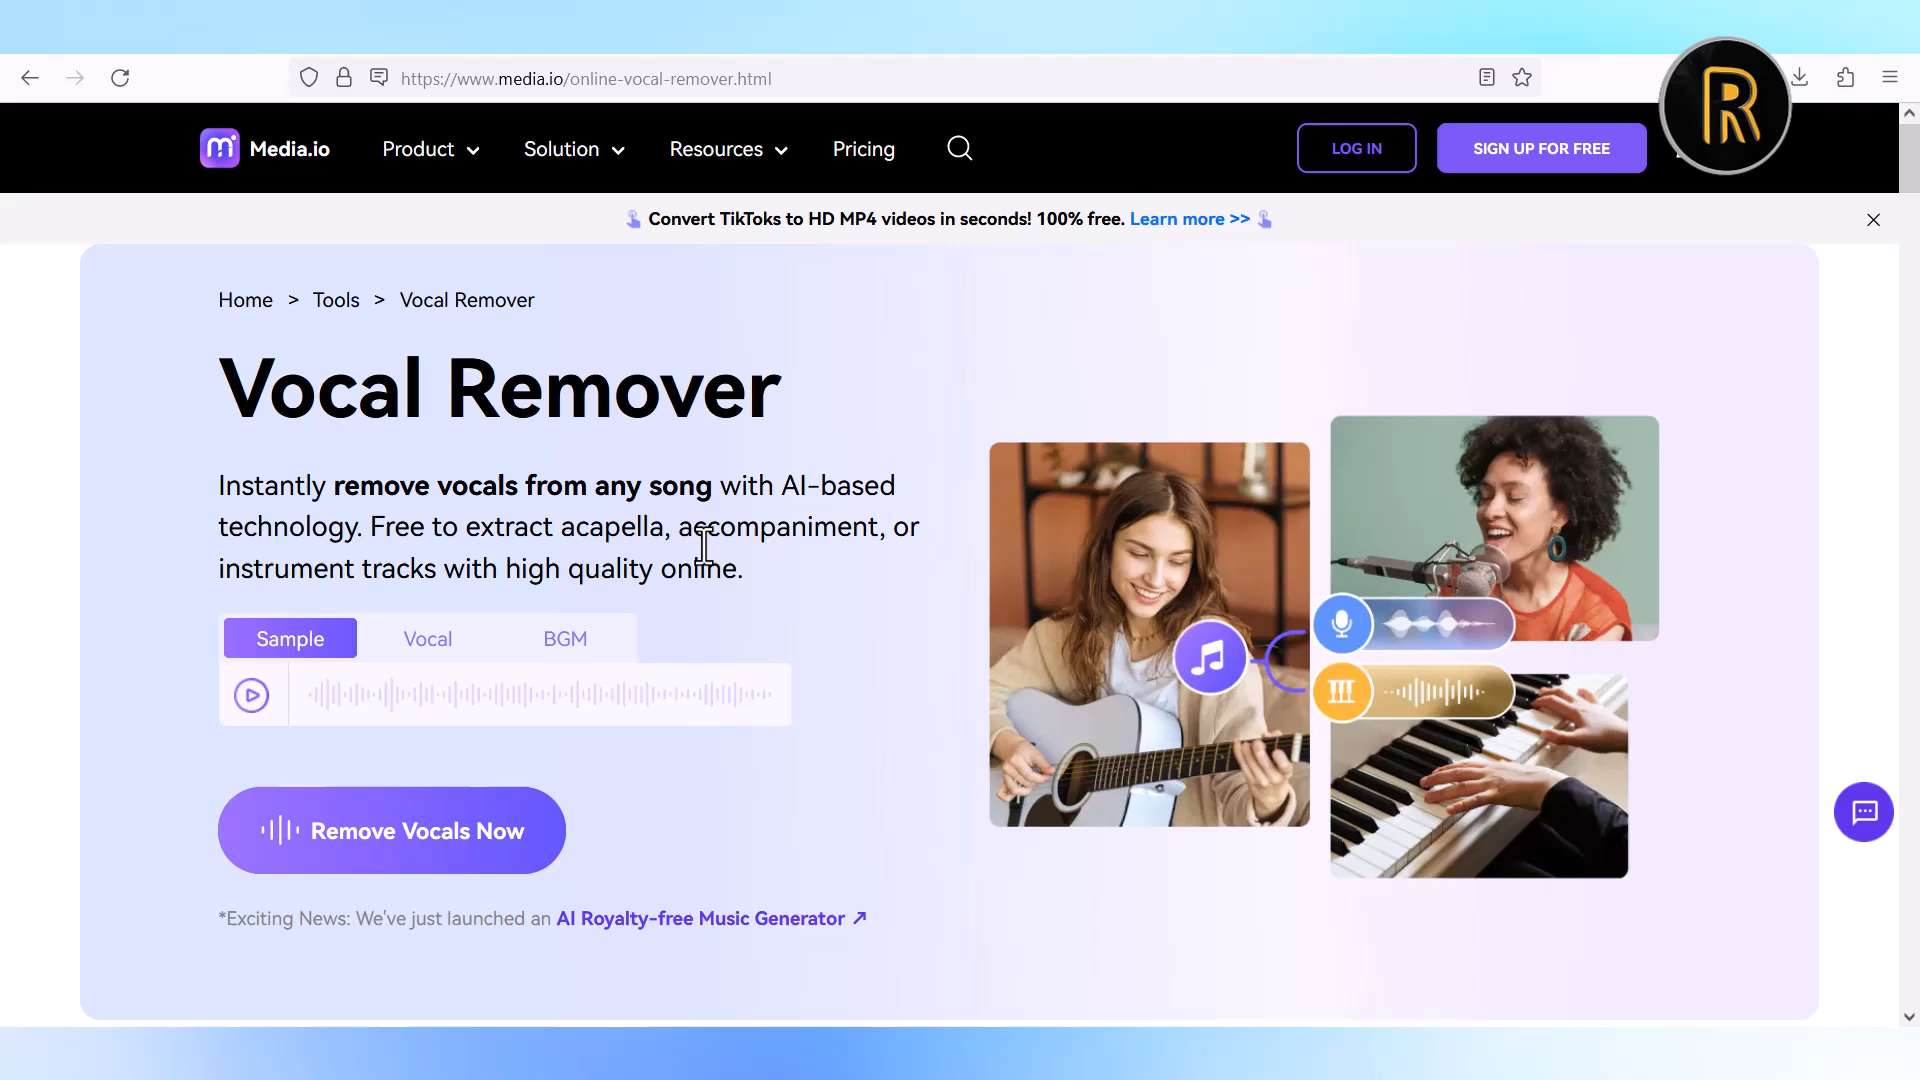 https://www.media.io/online-vocal-remover.html
R
Media.io
Product
Solution
Resources
Pricing
LOG IN
SIGN UP FOR FREE
Convert TikToks to HD MP4 videos in seconds! 100% free. Learn more >>
Home > Tools > Vocal Remover
Vocal Remover
Instantly remove vocals from any song with AI-based
technology. Free to extract acapella, accompaniment, or
instrument tracks with high quality online.
Sample
Vocal
BGM
Remove Vocals Now
*Exciting News: We've just launched an AI Royalty-free Music Generator ↗